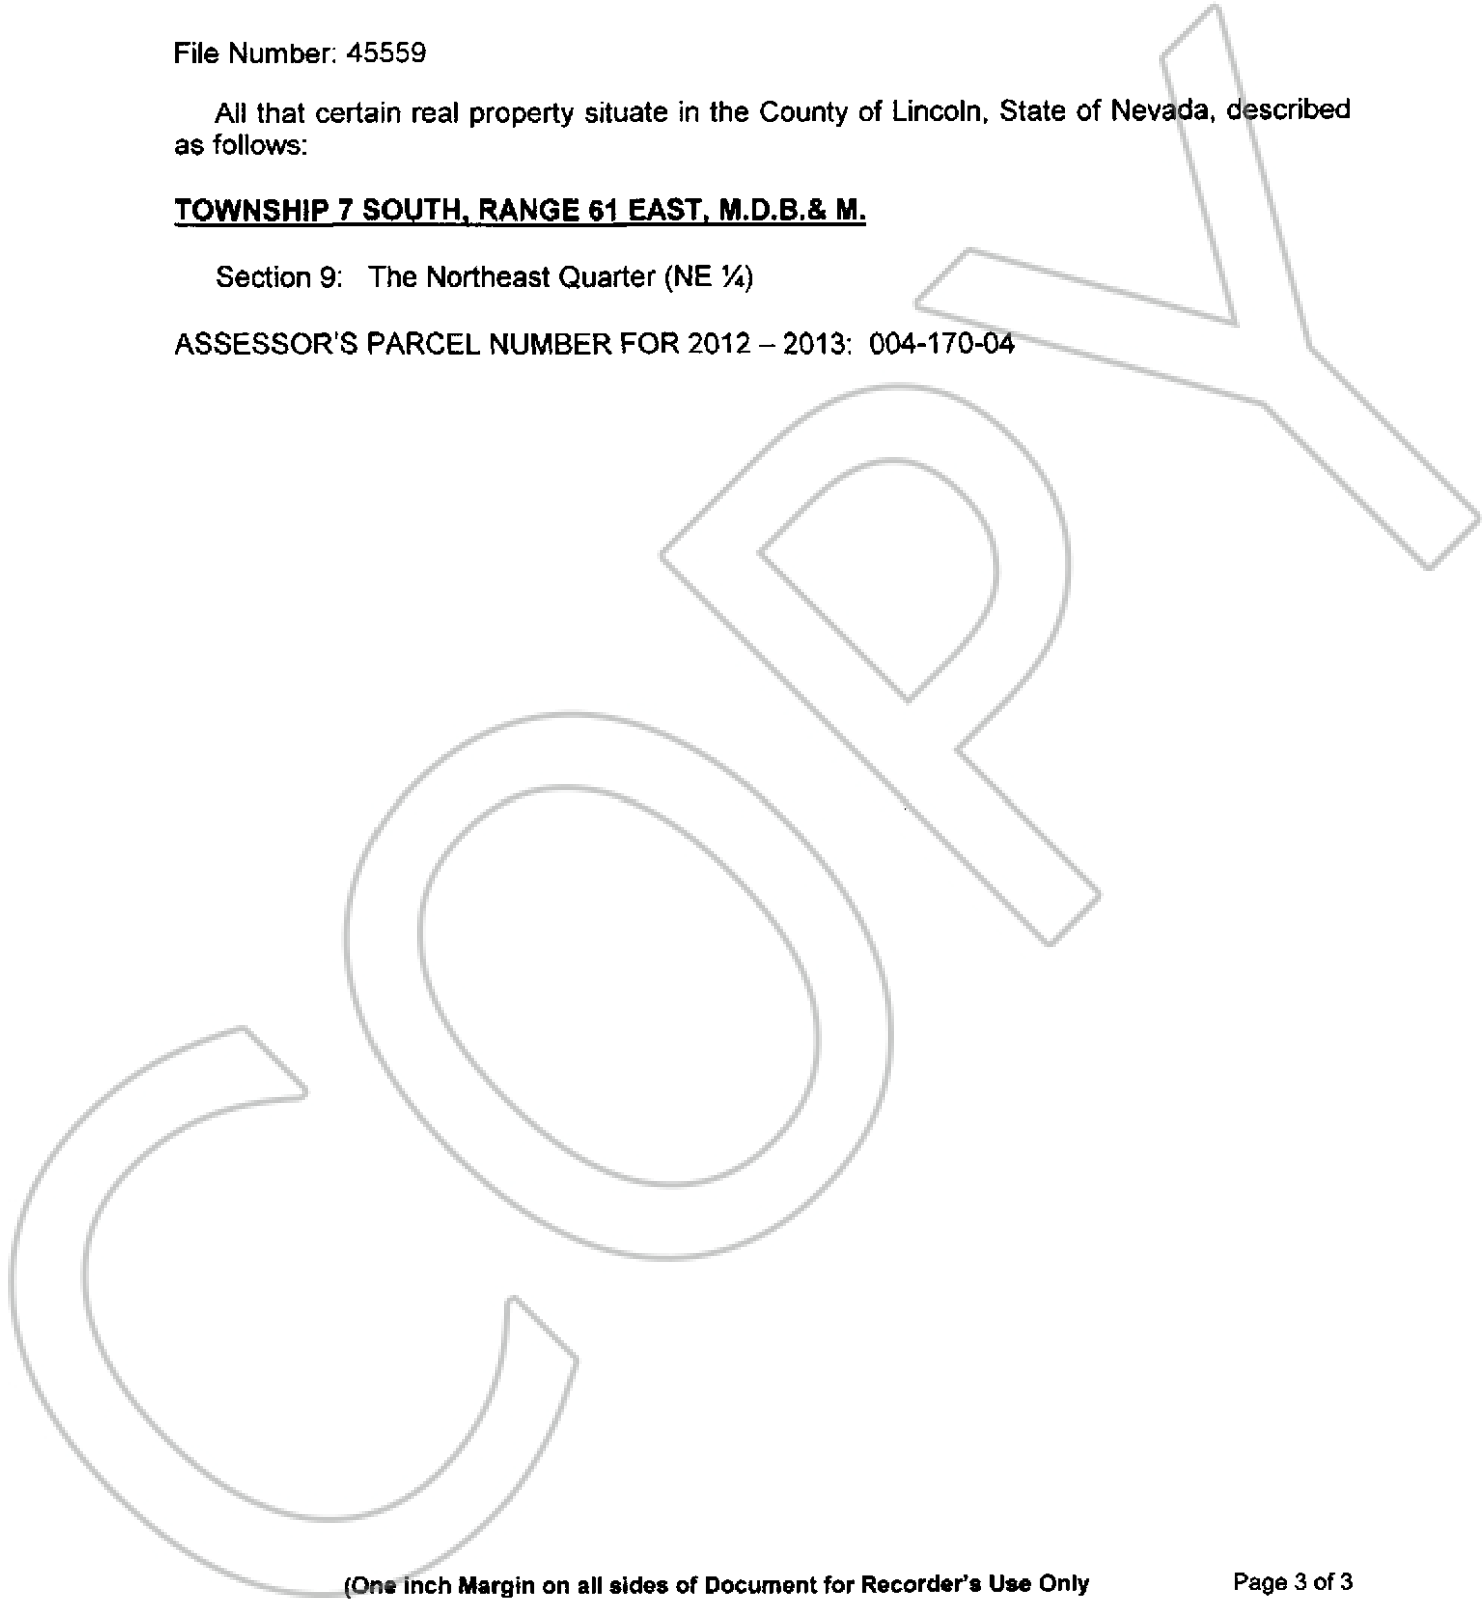 File Number: 45559
All that certain real property situate in the County of Lincoln, State of Nevada, described
as follows:
TOWNSHIP 7 SOUTH, RANGE 61 EAST, M.D.B.& M.
Section 9: The Northeast Quarter (NE ¼)
ASSESSOR'S PARCEL NUMBER FOR 2012 – 2013: 004-170-04
COPY
(One inch Margin on all sides of Document for Recorder's Use Only
Page 3 of 3